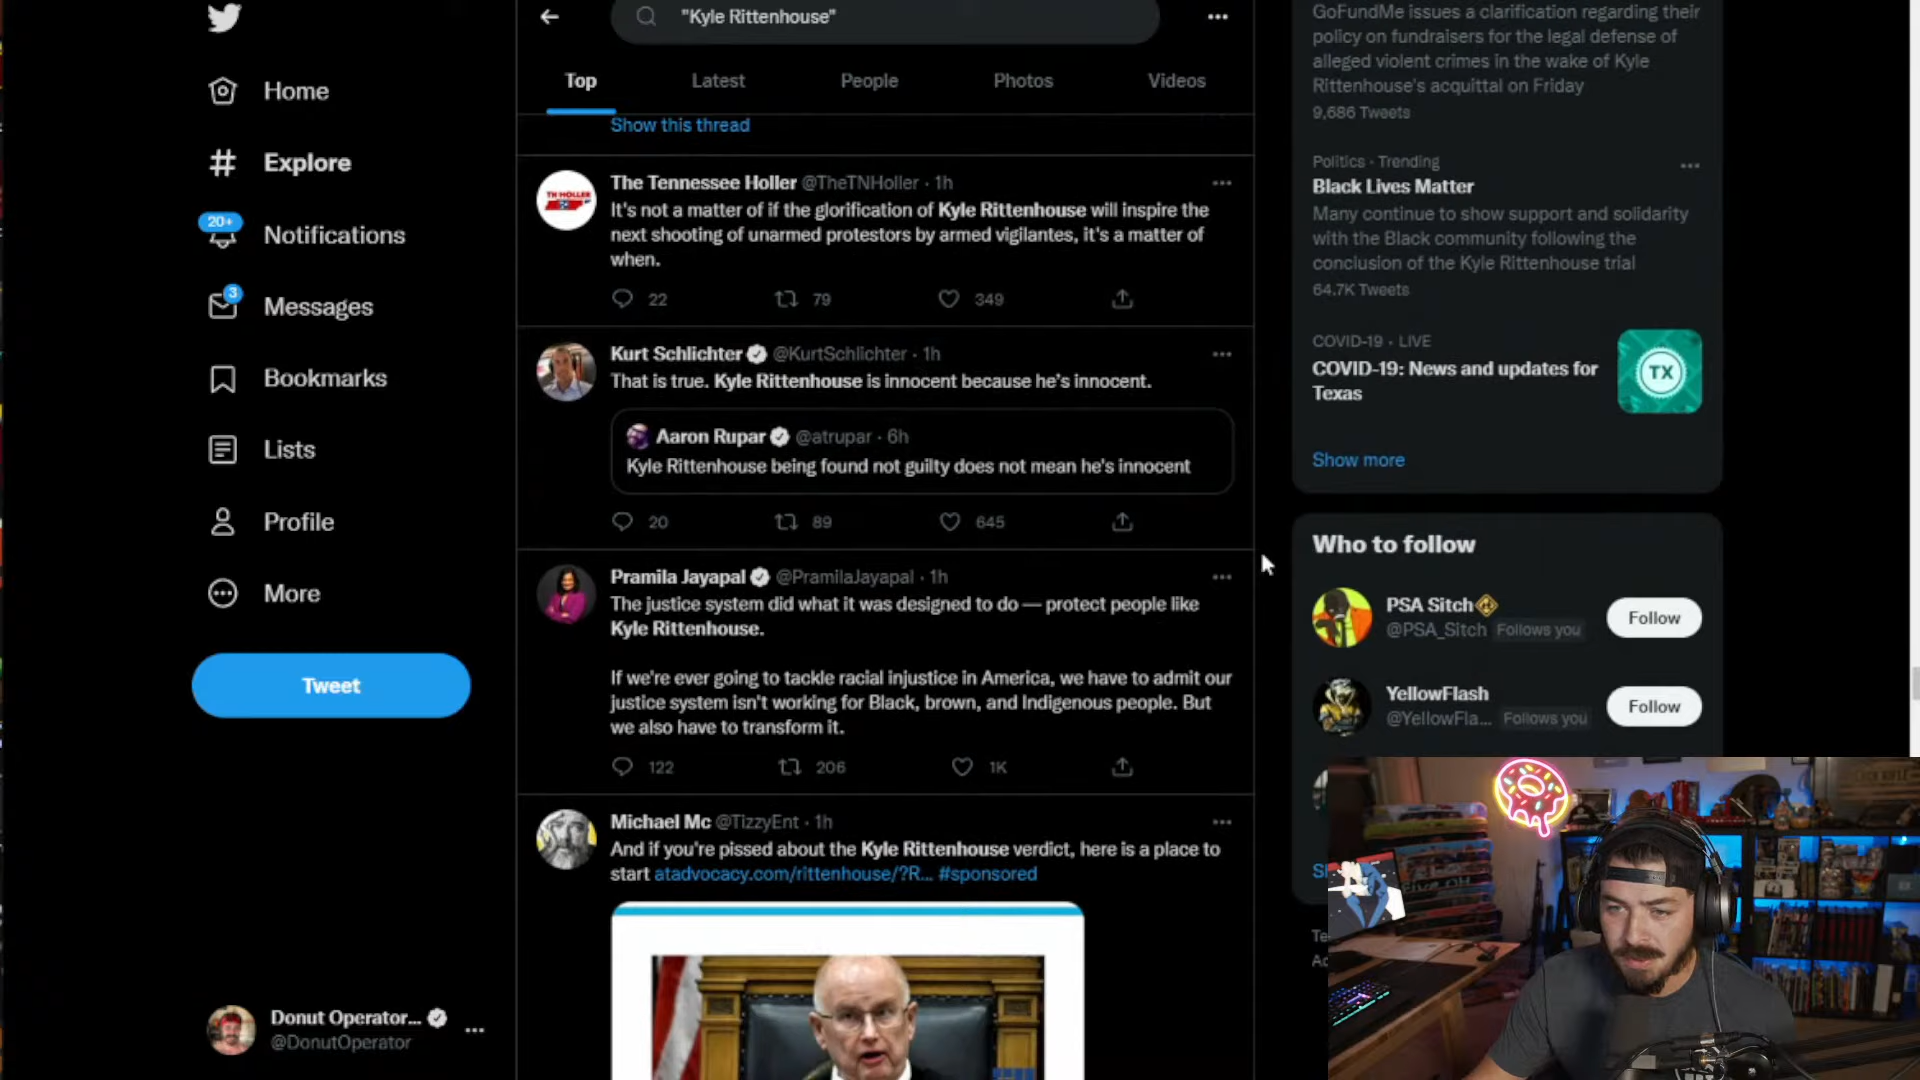 Home
Explore
20+
Notifications
3
Messages
Bookmarks
Lists
Profile
More
Tweet
Donut Operator...
@DonutOperator
"Kyle Rittenhouse"
Top
Latest
People
Photos
Videos
Show this thread
The Tennessee Holler @TheTNHoller · 1h
It's not a matter of if the glorification of Kyle Rittenhouse will inspire the
next shooting of unarmed protestors by armed vigilantes, it's a matter of
when.
22
79
349
Kurt Schlichter @KurtSchlichter · 1h
That is true. Kyle Rittenhouse is innocent because he's innocent.
Aaron Rupar @atrupar · 6h
Kyle Rittenhouse being found not guilty does not mean he's innocent
20
89
645
Pramila Jayapal @PramilaJayapal · 1h
The justice system did what it was designed to do — protect people like
Kyle Rittenhouse.
If we're ever going to tackle racial injustice in America, we have to admit our
justice system isn't working for Black, brown, and Indigenous people. But
we also have to transform it.
122
206
1K
Michael Mc @TizzyEnt · 1h
And if you're pissed about the Kyle Rittenhouse verdict, here is a place to
start atadvocacy.com/rittenhouse/?R... #sponsored
GoFundMe issues a clarification regarding their
policy on fundraisers for the legal defense of
alleged violent crimes in the wake of Kyle
Rittenhouse's acquittal on Friday
9,686 Tweets
Politics · Trending
Black Lives Matter
Many continue to show support and solidarity
with the Black community following the
conclusion of the Kyle Rittenhouse trial
64.7K Tweets
COVID-19 · LIVE
COVID-19: News and updates for
Texas
TX
Show more
Who to follow
PSA Sitch
@PSA_Sitch Follows you
Follow
YellowFlash
@YellowFla... Follows you
Follow